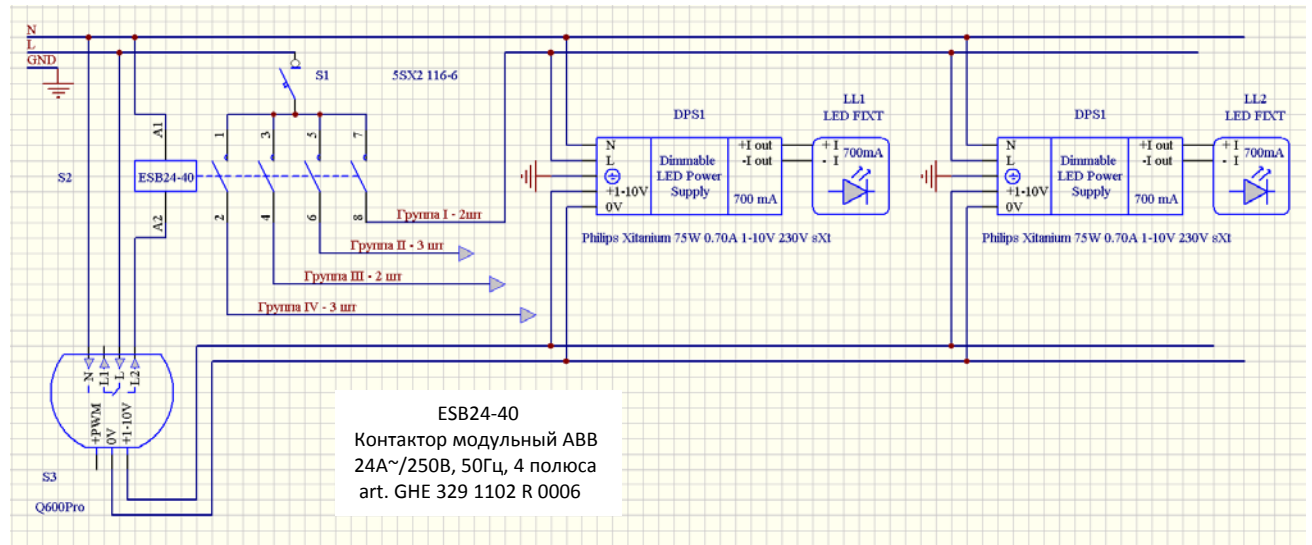 N
L
GND
S1
5SX2 116-6
A1
1
3
5
7
S2
ESB24-40
A2
2
4
6
8
Группа I - 2шт
Группа II - 3 шт
Группа III - 2 шт
Группа IV - 3 шт
DPS1
N
L
+1-10V
0V
Dimmable
LED Power
Supply
+I out
-I out
700 mA
LL1
LED FIXT
+ I
- I
700mA
Philips Xitanium 75W 0.70A 1-10V 230V sXt
DPS1
N
L
+1-10V
0V
Dimmable
LED Power
Supply
+I out
-I out
700 mA
LL2
LED FIXT
+ I
- I
700mA
Philips Xitanium 75W 0.70A 1-10V 230V sXt
N
L1
L
L2
+PWM
0V
+1-10V
S3
Q600Pro
ESB24-40
Контактор модульный ABB
24A~/250В, 50Гц, 4 полюса
art. GHE 329 1102 R 0006